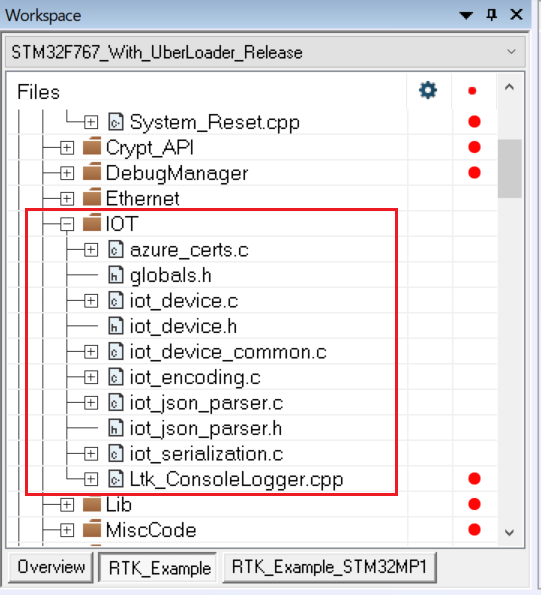 Workspace
STM32F767_With_UberLoader_Release
Files
System_Reset.cpp
Crypt_API
DebugManager
Ethernet
IOT
azure_certs.c
globals.h
iot_device.c
iot_device.h
iot_device_common.c
iot_encoding.c
iot_json_parser.c
iot_json_parser.h
iot_serialization.c
Ltk_ConsoleLogger.cpp
Lib
MiscCode
Overview RTK_Example RTK_Example_STM32MP1